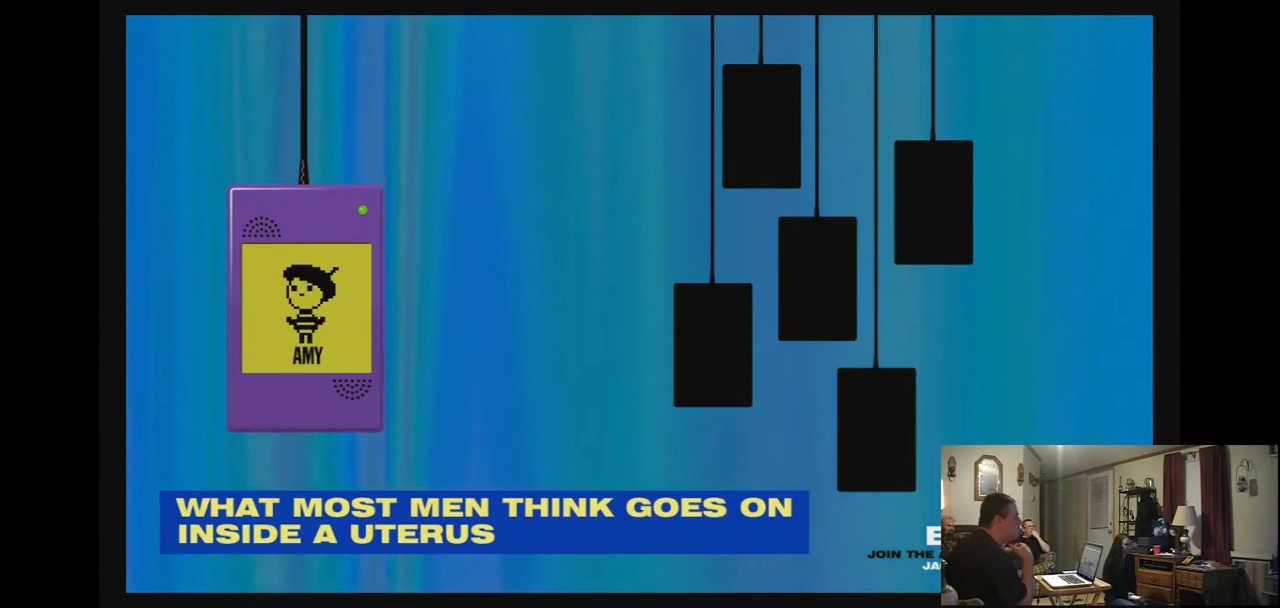 AMY
WHAT MOST MEN THINK GOES ON
INSIDE A UTERUS
JOIN THE